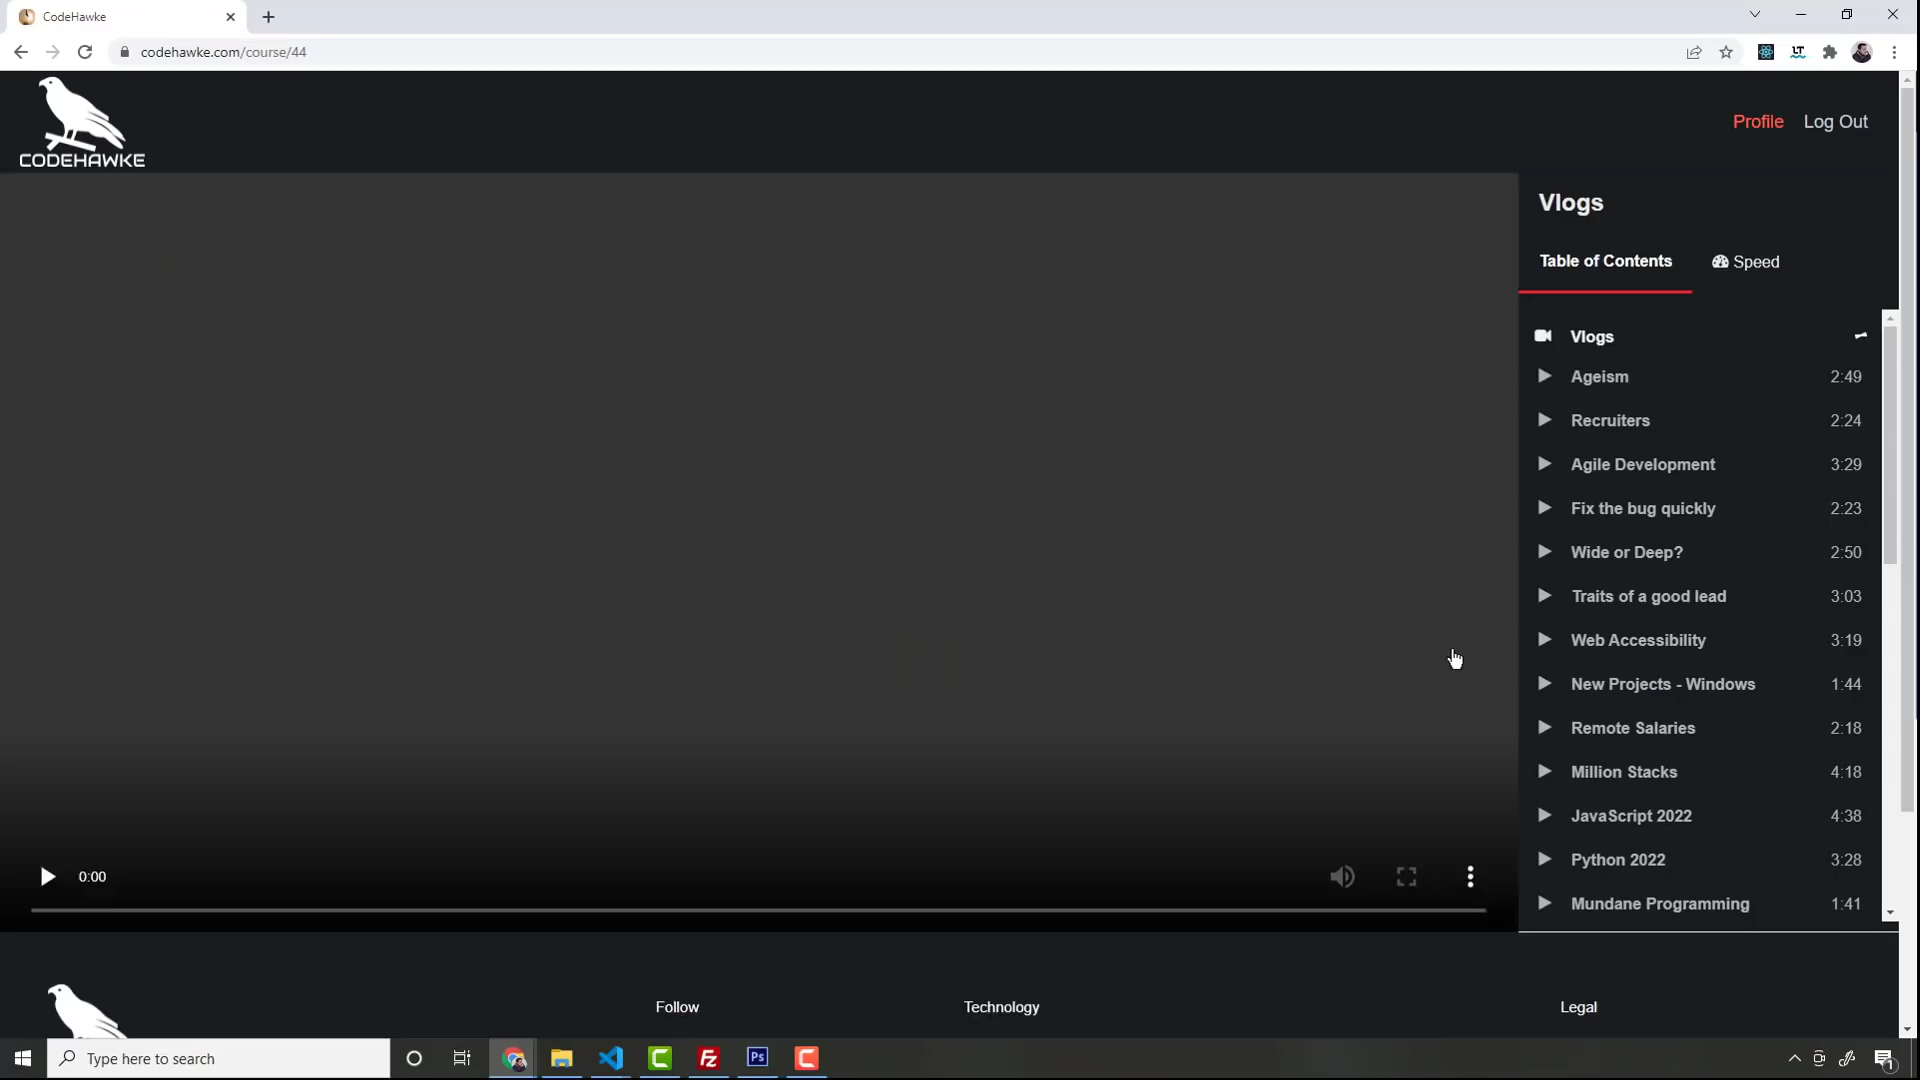 CodeHawke
codehawke.com/course/44
LT
CODEHAWKE
Profile
Log Out
Vlogs
Table of Contents
Speed
Vlogs
Ageism 2:49
Recruiters 2:24
Agile Development 3:29
Fix the bug quickly 2:23
Wide or Deep? 2:50
Traits of a good lead 3:03
Web Accessibility 3:19
New Projects - Windows 1:44
Remote Salaries 2:18
Million Stacks 4:18
JavaScript 2022 4:38
Python 2022 3:28
Mundane Programming 1:41
0:00
Follow
Technology
Legal
Type here to search
Fz
Ps
1